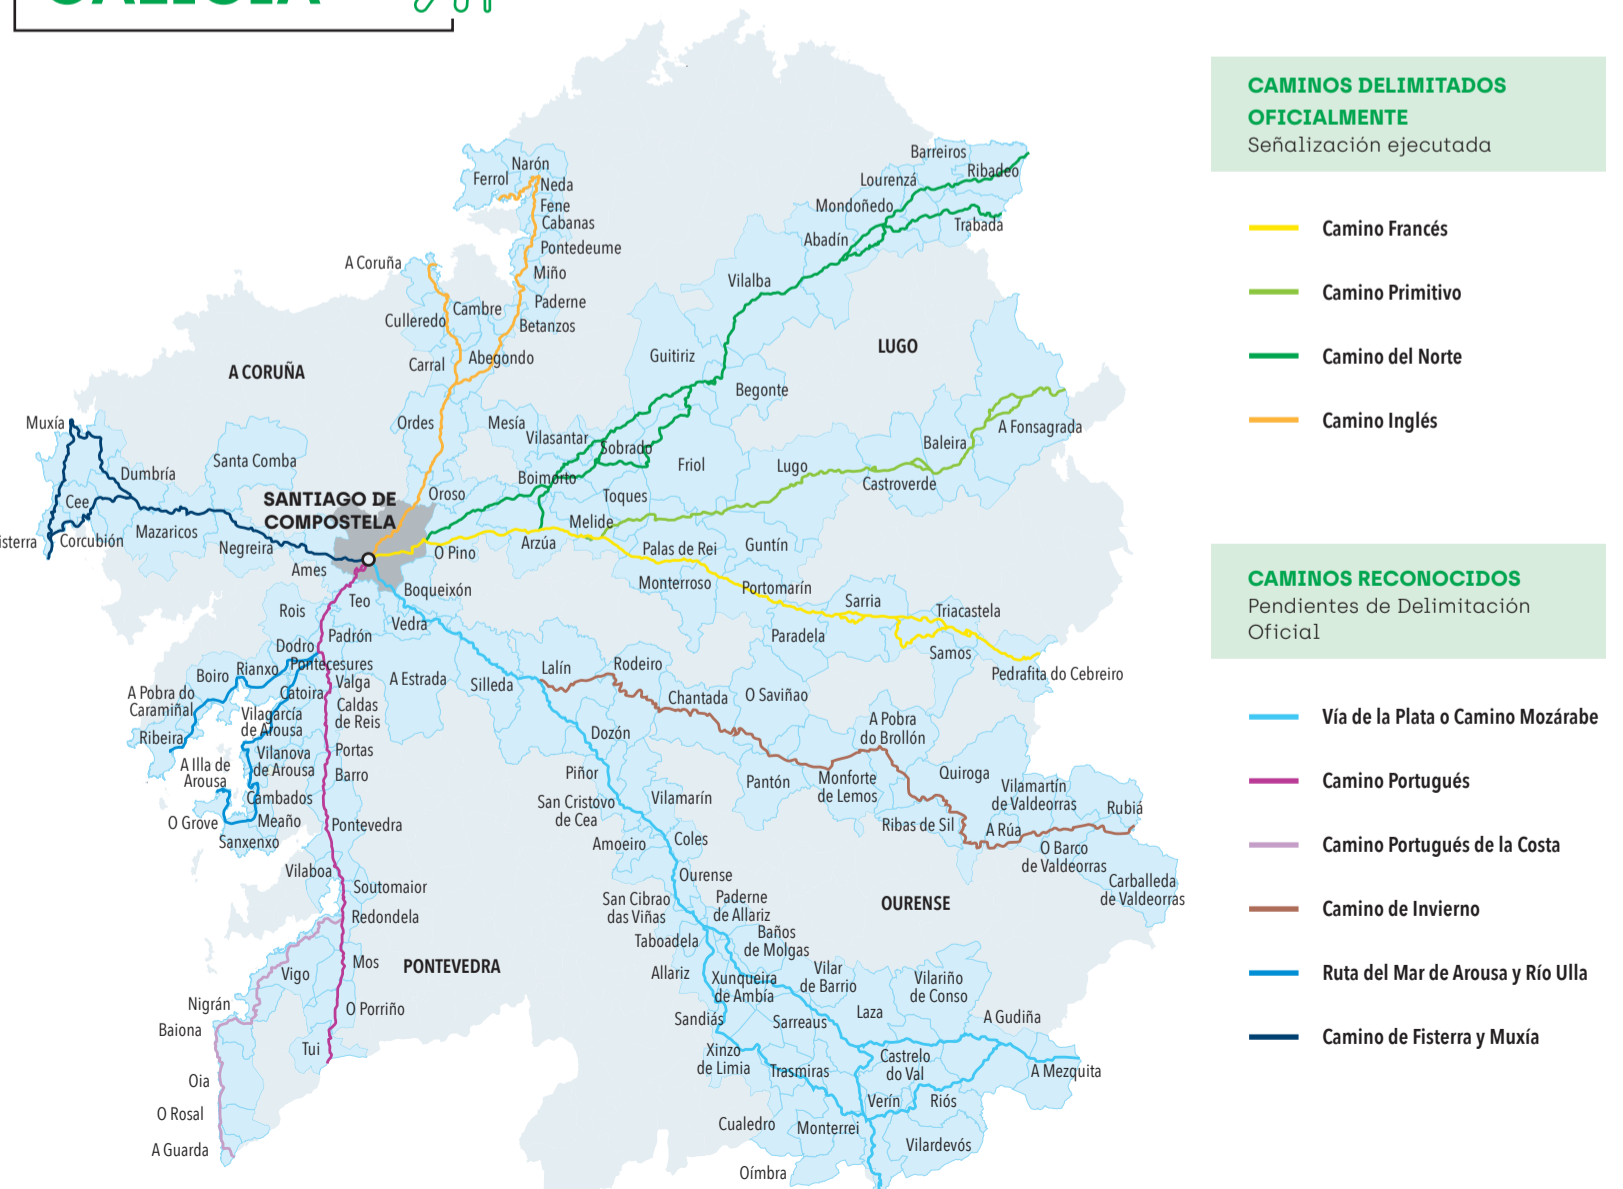 CAMINOS DELIMITADOS
OFICIALMENTE
Señalización ejecutada
Camino Francés
Camino Primitivo
Camino del Norte
Camino Inglés
CAMINOS RECONOCIDOS
Pendientes de Delimitación
Oficial
Vía de la Plata o Camino Mozárabe
Camino Portugués
Camino Portugués de la Costa
Camino de Invierno
Ruta del Mar de Arousa y Río Ulla
Camino de Fisterra y Muxía
Narón
Ferrol
Neda
Fene
Cabanas
Pontedeume
Miño
Paderne
Betanzos
A Coruña
Cambre
Culleredo
Carral
Abegondo
Ordes
Mesía
Oroso
A CORUÑA
Barreiros
Ribadeo
Lourenzá
Mondoñedo
Trabada
Abadín
Vilalba
LUGO
Guitiriz
Begonte
Vilasantar
Sobrado
Boimorto
Friol
Toques
Lugo
Castroverde
Baleira
A Fonsagrada
Muxía
Dumbría
Santa Comba
Cee
Corcubión
Mazaricos
Negreira
Ames
SANTIAGO DE
COMPOSTELA
O Pino
Arzúa
Melide
Palas de Rei
Guntín
Monterroso
Portomarín
Sarria
Triacastela
Paradela
Samos
Pedrafita do Cebreiro
Boqueixón
Teo
Vedra
Rois
Padrón
Dodro
Pontecesures
Rianxo
Boiro
Valga
Catoira
A Pobra do
Caramiñal
Caldas
de Reis
Vilagarcía
de Arousa
Ribeira
Portas
Vilanova
de Arousa
A Illa de
Arousa
Barro
Cambados
Meaño
O Grove
Sanxenxo
Pontevedra
Vilaboa
Soutomaior
Redondela
Mos
Vigo
PONTEVEDRA
Nigrán
O Porriño
Baiona
Tui
Oia
O Rosal
A Guarda
A Estrada
Silleda
Lalín
Rodeiro
Chantada
O Saviñao
Dozón
A Pobra
do Brollón
Piñor
Pantón
Monforte
de Lemos
Quiroga
Vilamartín
de Valdeorras
Rubiá
San Cristovo
de Cea
Vilamarín
Ribas de Sil
A Rúa
Amoeiro
Coles
O Barco
de Valdeorras
Carballeda
de Valdeorras
Ourense
OURENSE
San Cibrao
das Viñas
Paderne
de Allariz
Taboadela
Baños
de Molgas
Allariz
Xunqueira
de Ambía
Vilar
de Barrio
Vilariño
de Conso
Sandiás
Sarreaus
Laza
A Gudiña
Xinzo
de Limia
Trasmiras
Castrelo
do Val
A Mezquita
Verín
Riós
Cualedro
Monterrei
Vilardevós
Oímbra